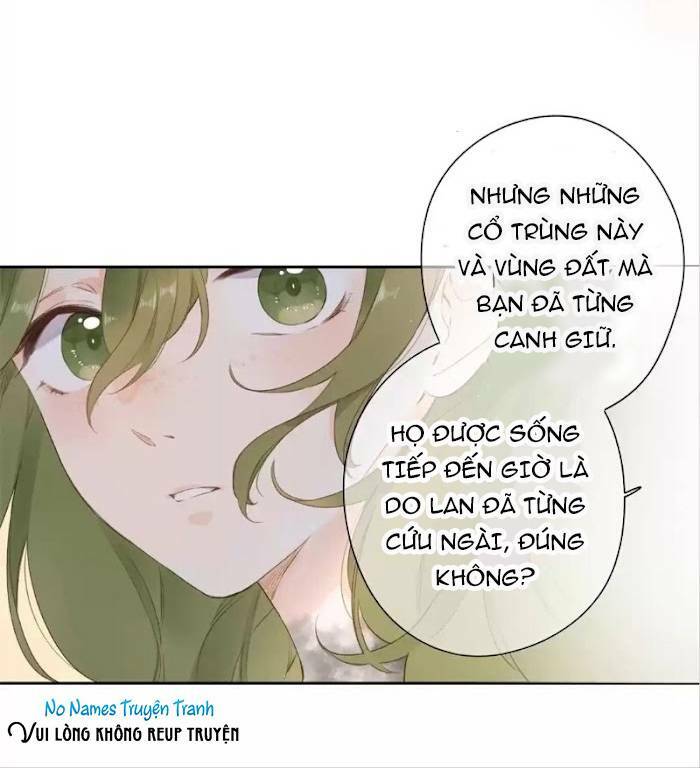 NHƯNG NHỮNG
CỔ TRÙNG NÀY
VÀ VÙNG ĐẤT MÀ
BẠN ĐÃ TỪNG
CANH GIỮ.
HỌ ĐƯỢC SỐNG
TIẾP ĐẾN GIỜ LÀ
DO LAN ĐÃ TỪNG
CỨU NGÀI, ĐÚNG
KHÔNG?
No Names Truyện Tranh
VUI LÒNG KHÔNG REUP TRUYỆN